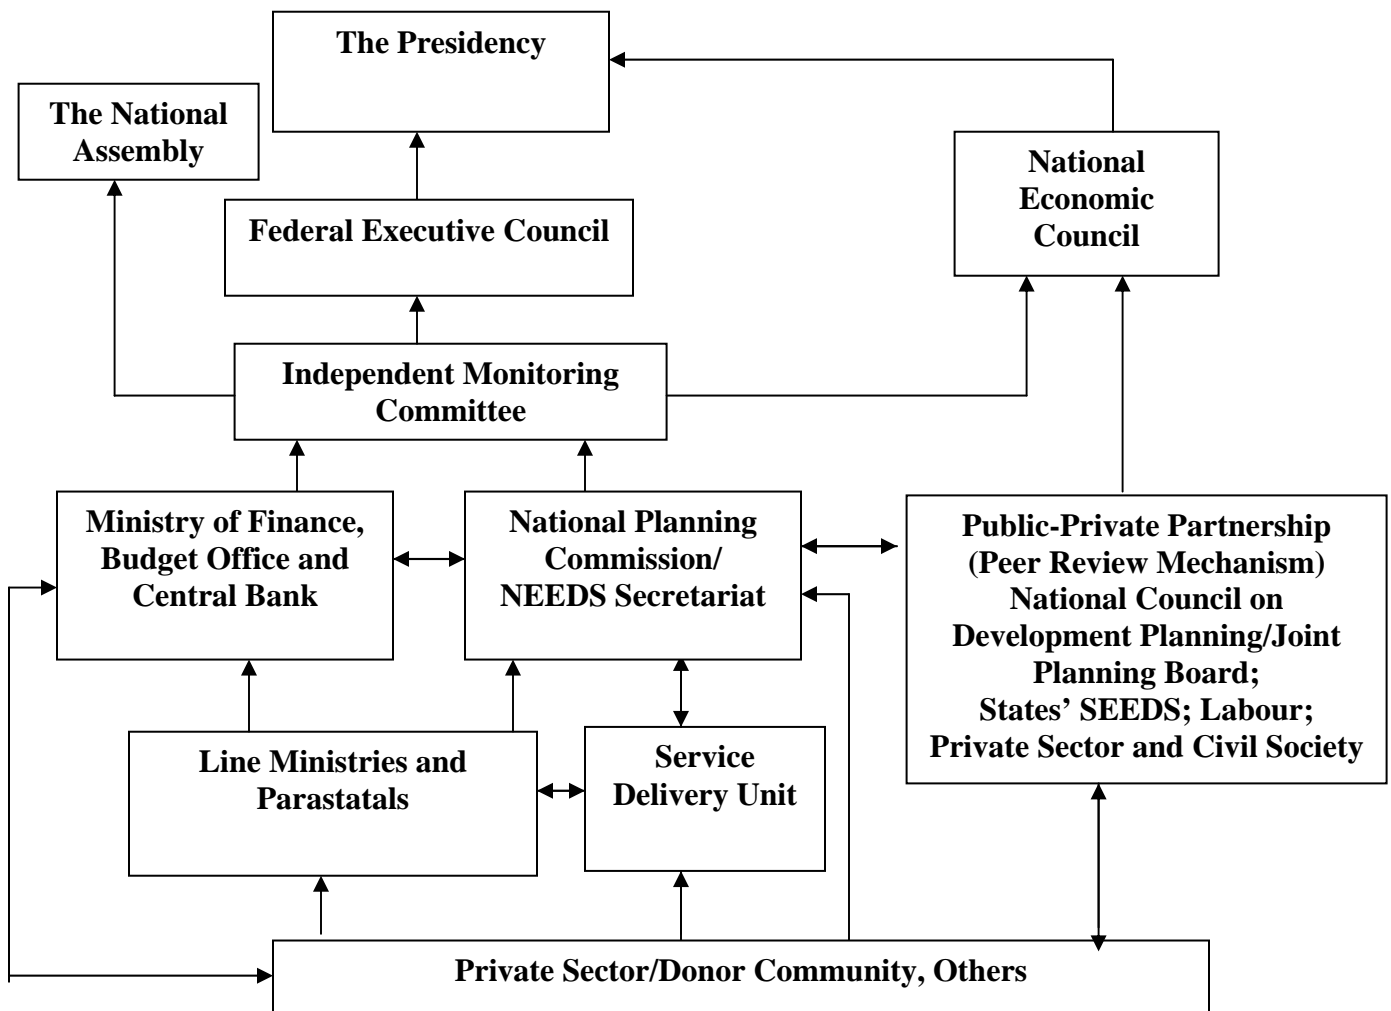 The Presidency
The National
Assembly
National
Economic
Council
Federal Executive Council
Independent Monitoring
Committee
Ministry of Finance,
Budget Office and
Central Bank
National Planning
Commission/
NEEDS Secretariat
Public-Private Partnership
(Peer Review Mechanism)
National Council on
Development Planning/Joint
Planning Board;
States’ SEEDS; Labour;
Private Sector and Civil Society
Line Ministries and
Parastatals
Service
Delivery Unit
Private Sector/Donor Community, Others